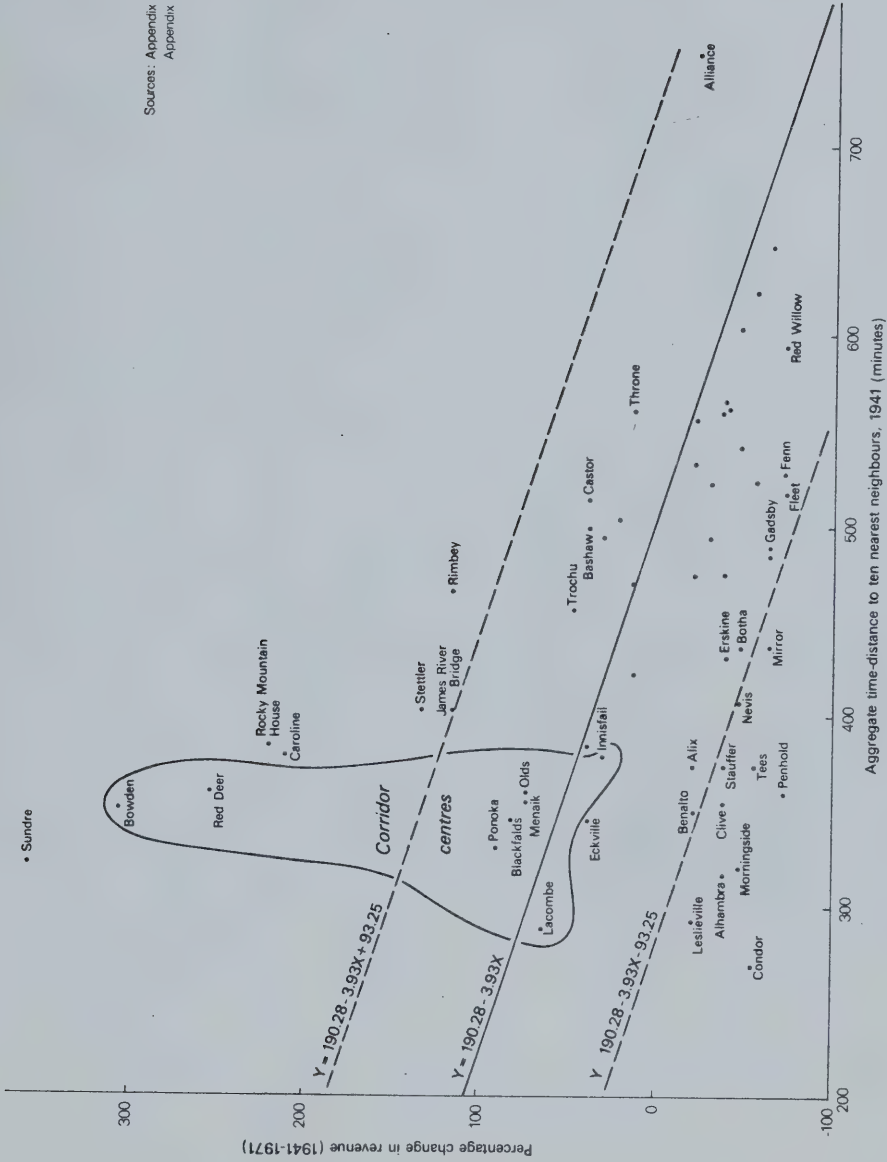 Sources: Appendix
Appendix
Sundre
Bowden
Red Deer
Rocky Mountain
House
Caroline
Corridor
centres
Stettler
James River
Bridge
Rimbey
Ponoka
Blackfalds
Olds
Menaik
Lacombe
Eckville
Innisfail
Trochu
Bashaw
Castor
Throne
Alliance
Leslieville
Alhambra
Condor
Morningside
Benalto
Clive
Alix
Stauffer
Tees
Penhold
Nevis
Erskine
Botha
Mirror
Gadsby
Fleet
Fenn
Red Willow
Y = 190.28 - 3.93X + 93.25
Y = 190.28 - 3.93X
Y 190.28 - 3.93X - 93.25
300
200
100
0
-100
Percentage change in revenue (1941-1971)
200
300
400
500
600
700
Aggregate time-distance to ten nearest neighbours, 1941 (minutes)